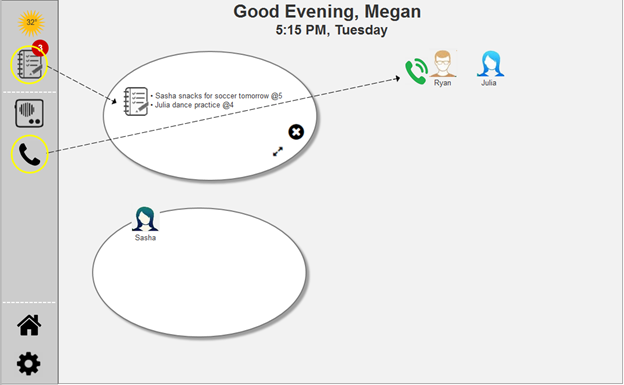 Good Evening, Megan
5:15 PM, Tuesday
32°
3
• Sasha snacks for soccer tomorrow @5
• Julia dance practice @4
Ryan
Julia
Sasha